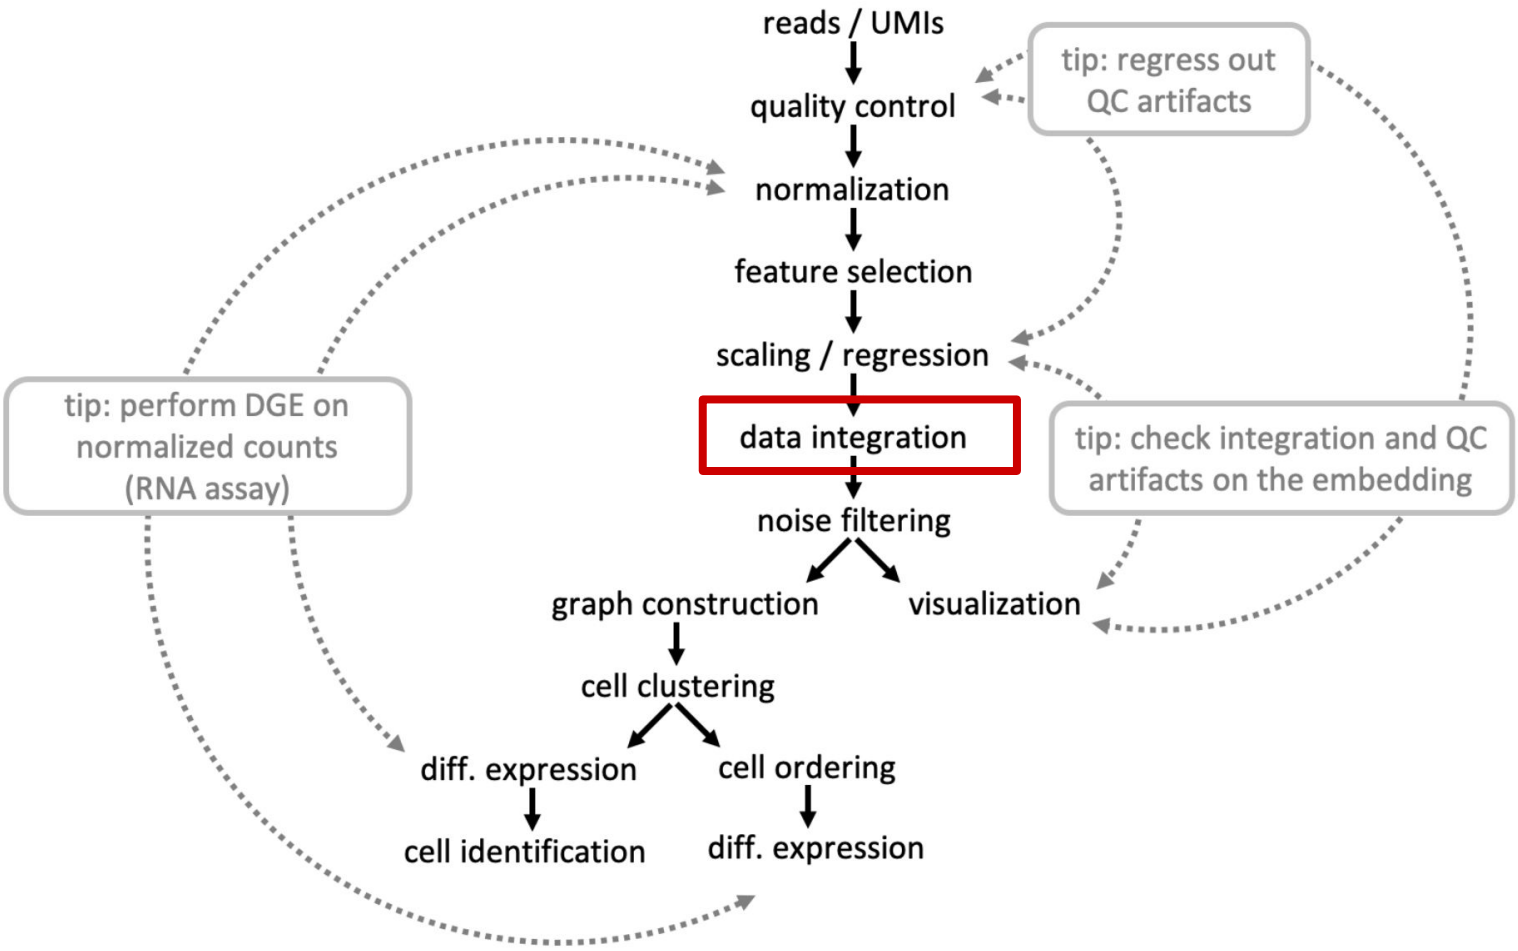 reads / UMIs
tip: regress out
QC artifacts
quality control
normalization
feature selection
scaling / regression
tip: perform DGE on
normalized counts
(RNA assay)
data integration
tip: check integration and QC
artifacts on the embedding
noise filtering
graph construction
visualization
cell clustering
diff. expression
cell ordering
cell identification
diff. expression